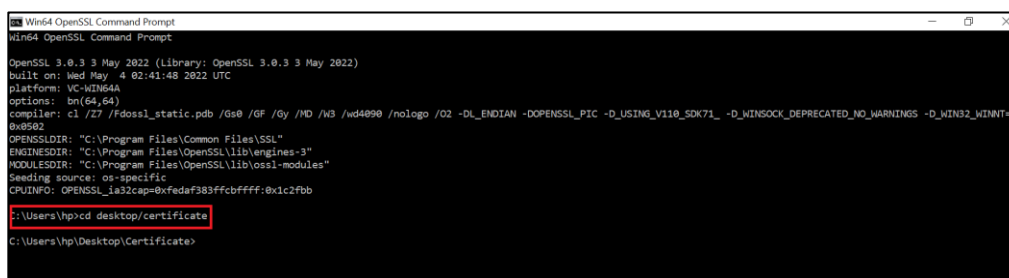 Win64 OpenSSL Command Prompt
Win64 OpenSSL Command Prompt
OpenSSL 3.0.3 3 May 2022 (Library: OpenSSL 3.0.3 3 May 2022)
built on: Wed May  4 02:41:48 2022 UTC
platform: VC-WIN64A
options:  bn(64,64)
compiler: cl /Z7 /Fdossl_static.pdb /Gs0 /GF /Gy /MD /W3 /wd4090 /nologo /O2 -DL_ENDIAN -DOPENSSL_PIC -D_USING_V110_SDK71_ -D_WINSOCK_DEPRECATED_NO_WARNINGS -D_WIN32_WINNT=
0x0502
OPENSSLDIR: "C:\Program Files\Common Files\SSL"
ENGINESDIR: "C:\Program Files\OpenSSL\lib\engines-3"
MODULESDIR: "C:\Program Files\OpenSSL\lib\ossl-modules"
Seeding source: os-specific
CPUINFO: OPENSSL_ia32cap=0xfedaf383ffcbffff:0x1c2fbb
C:\Users\hp>cd desktop/certificate
C:\Users\hp\Desktop\Certificate>